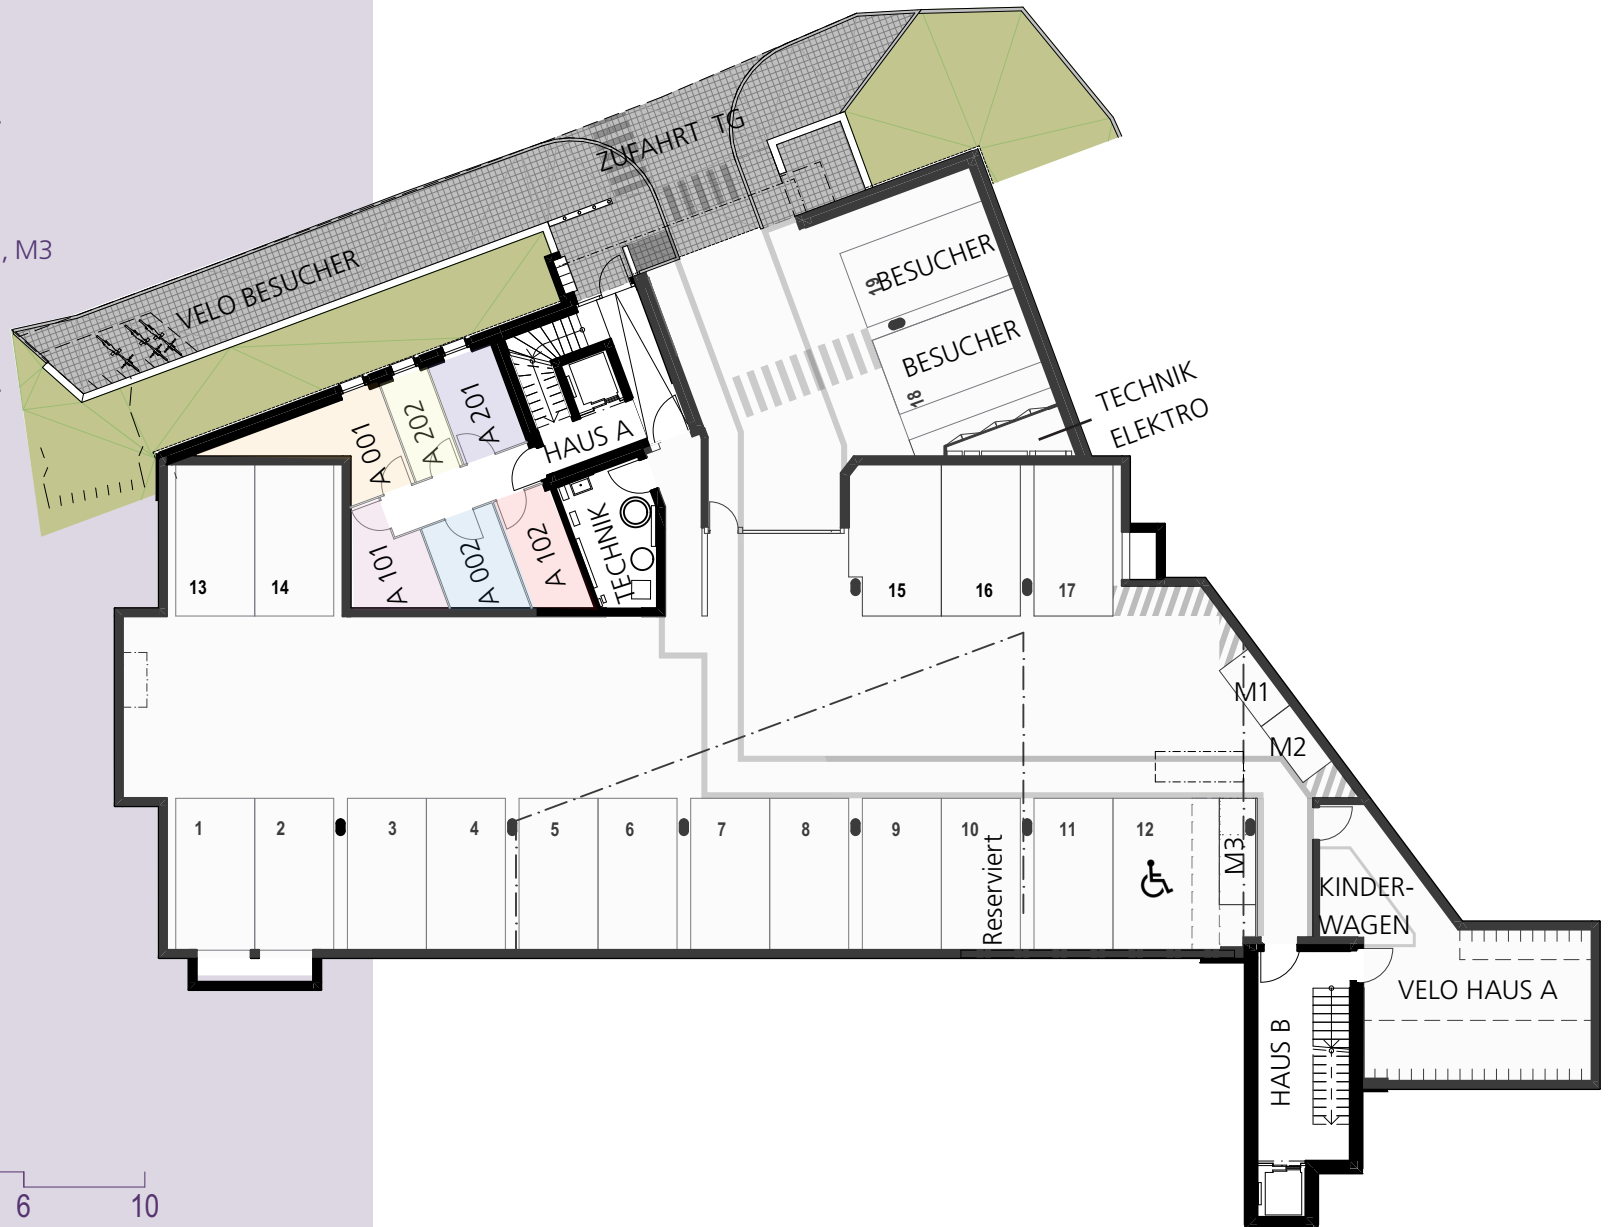 , M3
ZUFAHRT TG
VELO BESUCHER
19
BESUCHER
BESUCHER
18
TECHNIK
ELEKTRO
A 201
A 202
A 001
HAUS A
A 101
A 002
A 102
TECHNIK
13
14
15
16
17
M1
M2
1
2
3
4
5
6
7
8
9
10
11
12
Reserviert
M3
KINDER-
WAGEN
VELO HAUS A
HAUS B
6
10